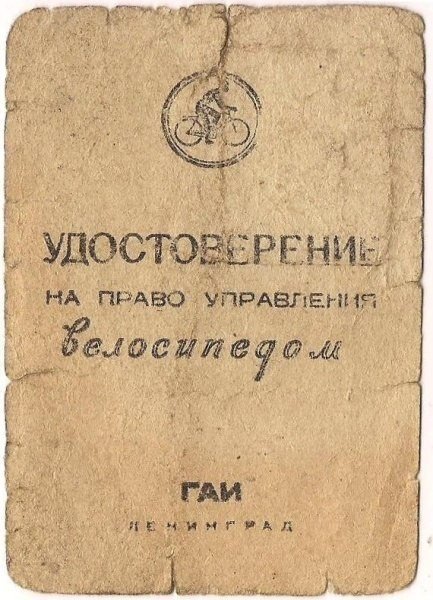 УДОСТОВЕРЕНИЕ
НА ПРАВО УПРАВЛЕНИЯ
велосипедом
ГАИ
ЛЕНИНГРАД